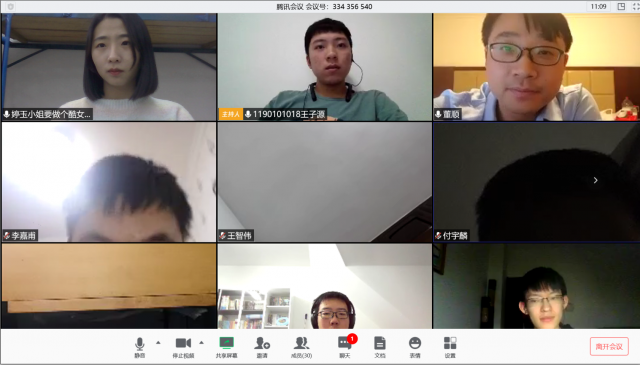 腾讯会议 会议号：334 356 540
11:09
婷玉小姐要做个酷女...
主持人 1190101018王子源
董顺
李嘉甫
王智伟
付宇麟
静音
停止视频
共享屏幕
邀请
成员(30)
1
聊天
文档
表情
设置
离开会议